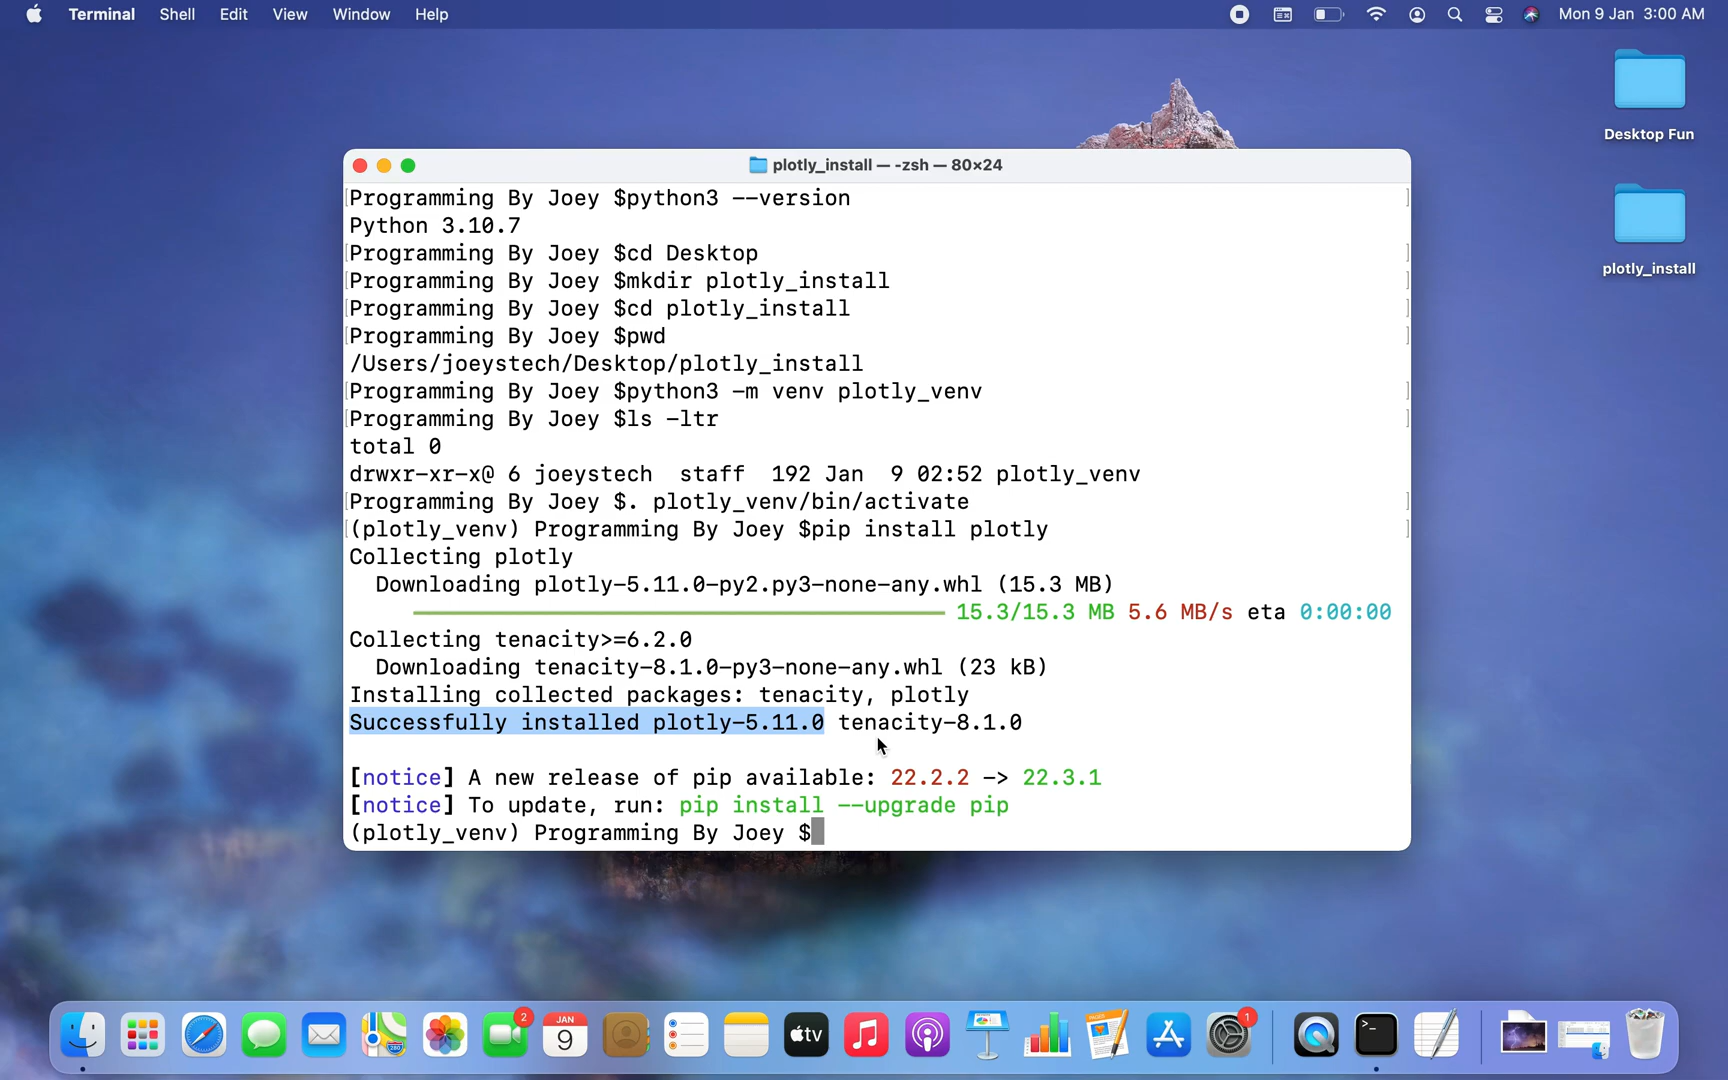 Terminal Shell Edit View Window Help Mon 9 Jan 3:00 AM
Desktop Fun
plotly_install
plotly_install — -zsh — 80×24
[Programming By Joey $python3 --version ]
Python 3.10.7
[Programming By Joey $cd Desktop ]
[Programming By Joey $mkdir plotly_install ]
[Programming By Joey $cd plotly_install ]
[Programming By Joey $pwd ]
/Users/joeystech/Desktop/plotly_install
[Programming By Joey $python3 -m venv plotly_venv ]
[Programming By Joey $ls -ltr ]
total 0
drwxr-xr-x@ 6 joeystech  staff  192 Jan  9 02:52 plotly_venv
[Programming By Joey $. plotly_venv/bin/activate ]
[(plotly_venv) Programming By Joey $pip install plotly ]
Collecting plotly
  Downloading plotly-5.11.0-py2.py3-none-any.whl (15.3 MB)
15.3/15.3 MB 5.6 MB/s eta 0:00:00
Collecting tenacity>=6.2.0
  Downloading tenacity-8.1.0-py3-none-any.whl (23 kB)
Installing collected packages: tenacity, plotly
Successfully installed plotly-5.11.0 tenacity-8.1.0
[notice] A new release of pip available: 22.2.2 -> 22.3.1
[notice] To update, run: pip install --upgrade pip
(plotly_venv) Programming By Joey $
2
JAN
9
tv
PAGES
1
280
>_